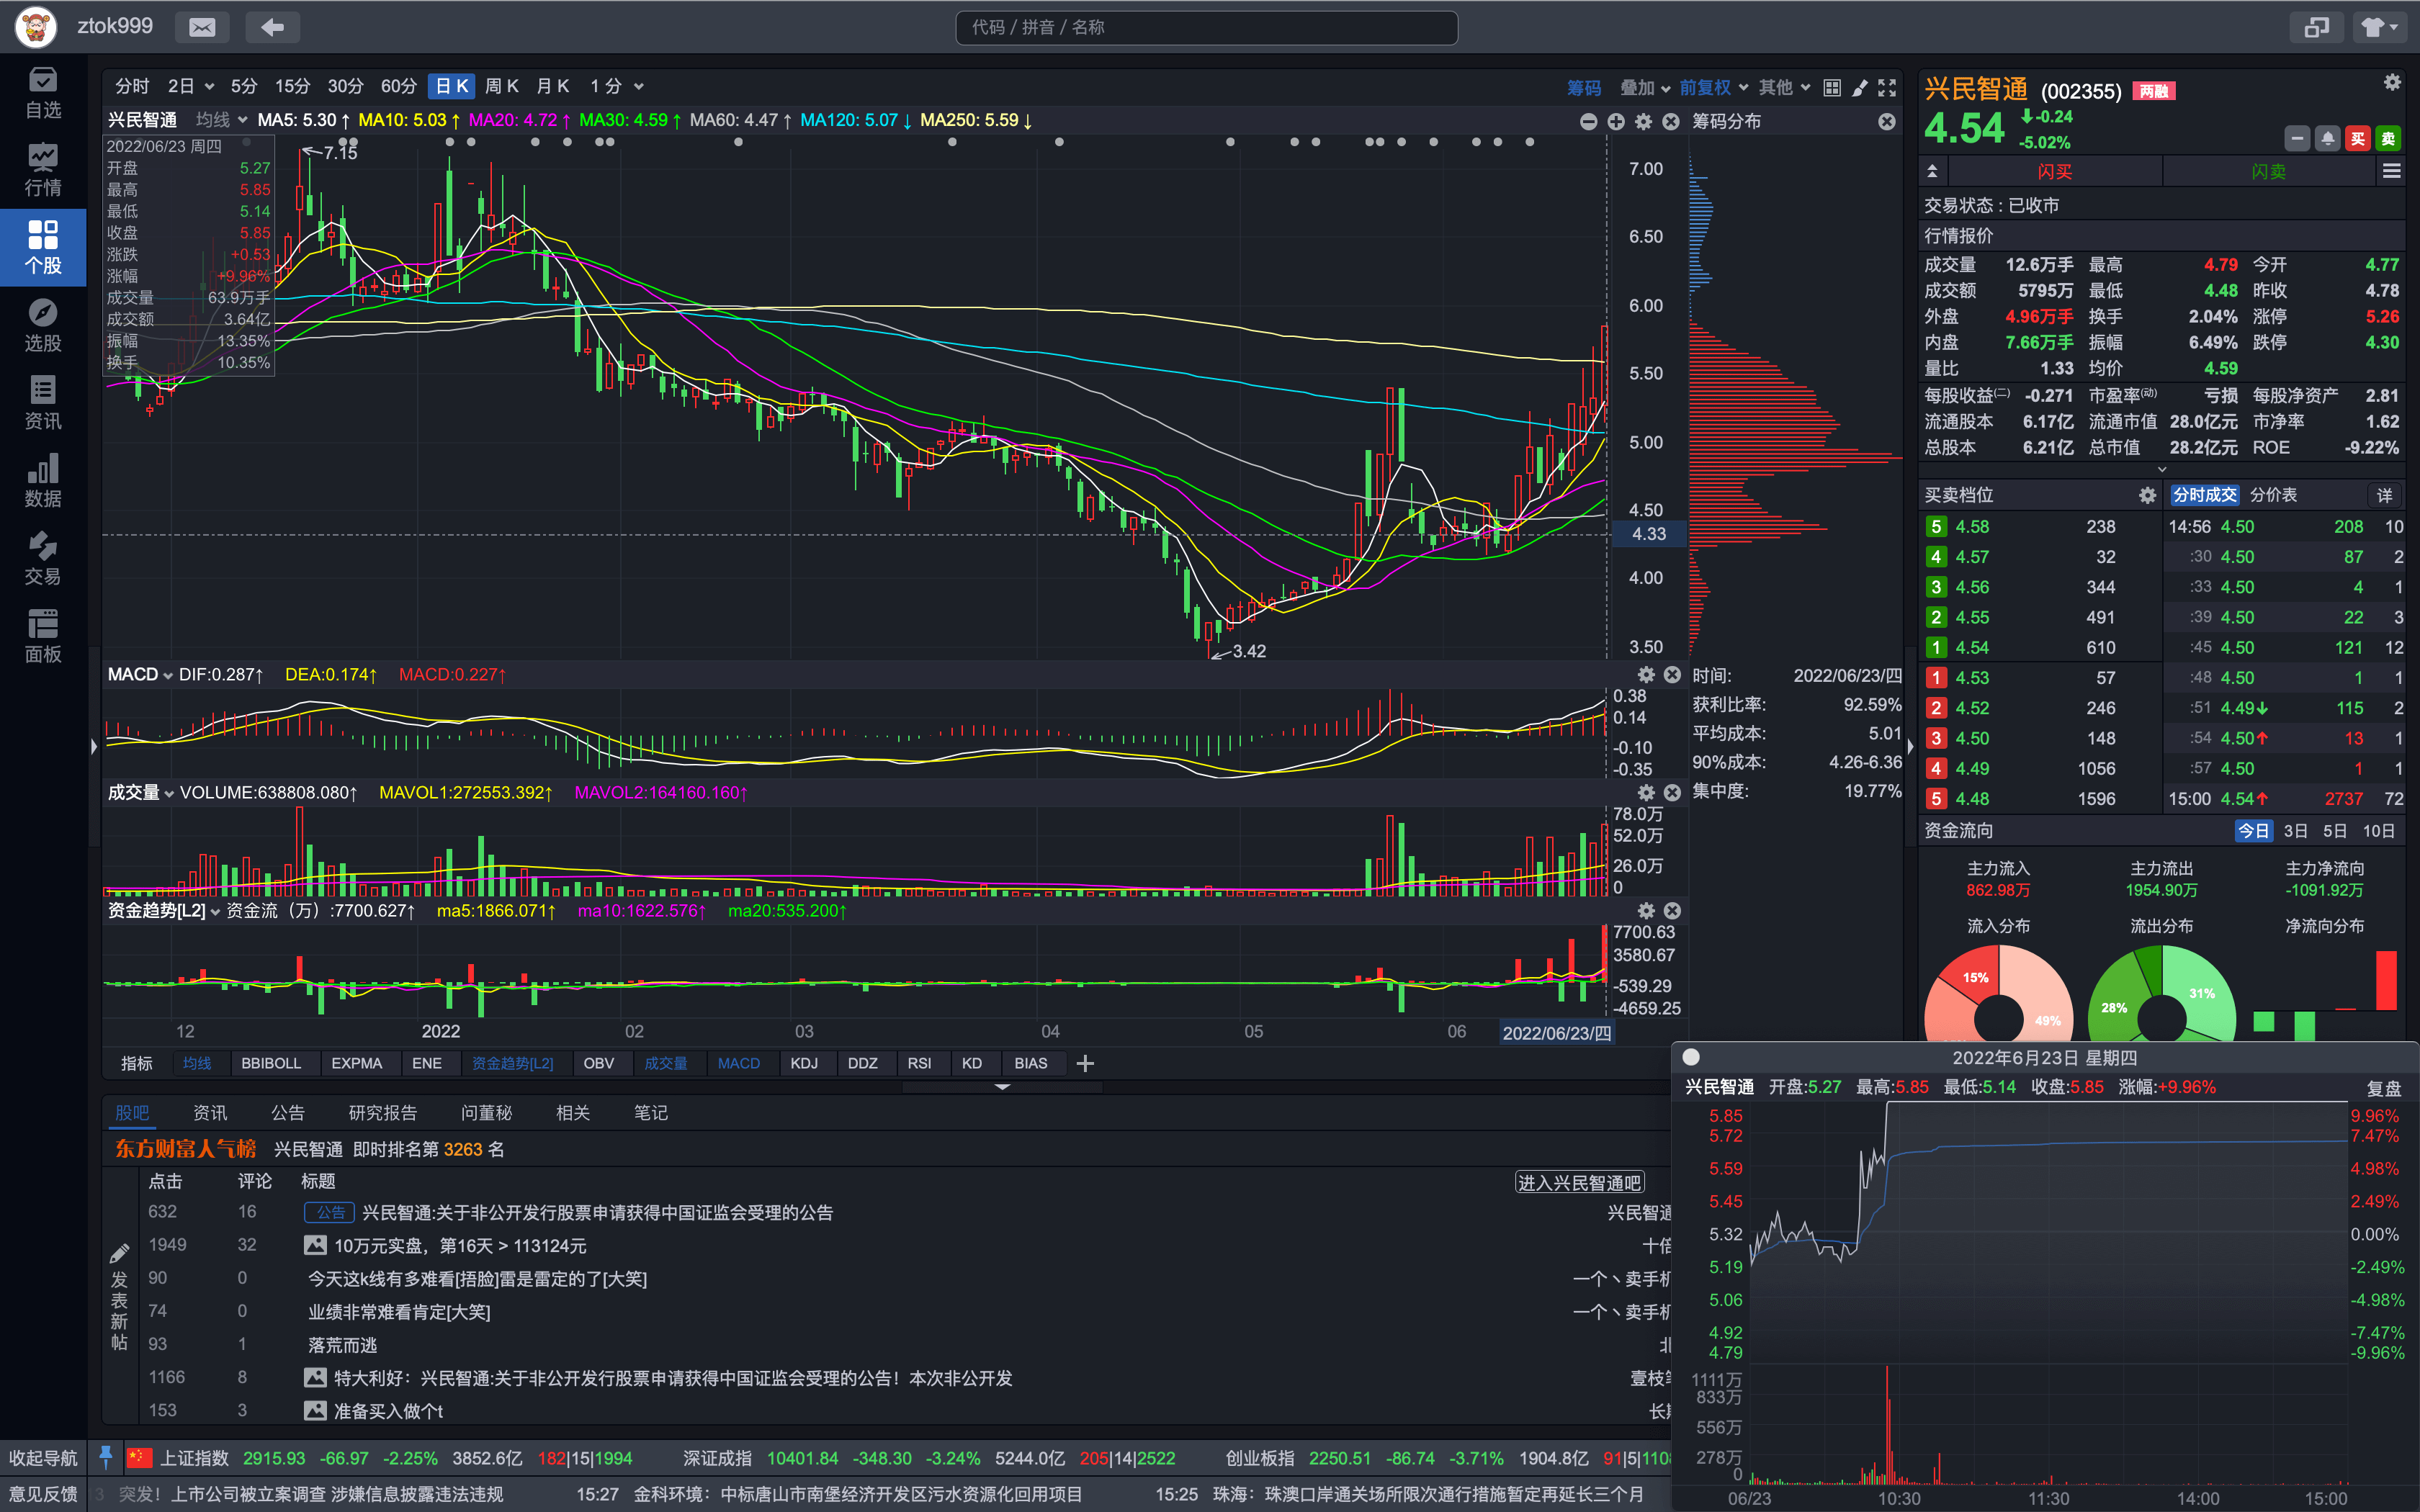 ztok999
代码 / 拼音 / 名称
自选
行情
个股
选股
资讯
数据
交易
面板
分时 2日 5分 15分 30分 60分 日K 周K 月K 1分 筹码 叠加 前复权 其他
兴民智通 均线 MA5: 5.30↑ MA10: 5.03↑ MA20: 4.72↑ MA30: 4.59↑ MA60: 4.47↑ MA120: 5.07↓ MA250: 5.59↓
筹码分布
2022/06/23 周四
开盘 5.27
最高 5.85
最低 5.14
收盘 5.85
涨跌 +0.53
涨幅 +9.96%
成交量 63.9万手
成交额 3.64亿
振幅 13.35%
换手 10.35%
7.15
3.42
7.00
6.50
6.00
5.50
5.00
4.50
4.33
4.00
3.50
MACD DIF:0.287↑ DEA:0.174↑ MACD:0.227↑
0.38
0.14
-0.10
-0.35
成交量 VOLUME:638808.080↑ MAVOL1:272553.392↑ MAVOL2:164160.160↑
78.0万
52.0万
26.0万
0
资金趋势[L2] 资金流（万）:7700.627↑ ma5:1866.071↑ ma10:1622.576↑ ma20:535.200↑
7700.63
3580.67
-539.29
-4659.25
12 2022 02 03 04 05 06 2022/06/23/四
时间: 2022/06/23/四
获利比率: 92.59%
平均成本: 5.01
90%成本: 4.26-6.36
集中度: 19.77%
指标 均线 BBIBOLL EXPMA ENE 资金趋势[L2] OBV 成交量 MACD KDJ DDZ RSI KD BIAS
股吧 资讯 公告 研究报告 问董秘 相关 笔记
东方财富人气榜 兴民智通 即时排名第 3263 名
点击 评论 标题
进入兴民智通吧
632 16 公告 兴民智通:关于非公开发行股票申请获得中国证监会受理的公告 兴民智通
1949 32 10万元实盘，第16天 > 113124元 十倍
90 0 今天这k线有多难看[捂脸]雷是雷定的了[大笑] 一个丶卖手机
74 0 业绩非常难看肯定[大笑] 一个丶卖手机
93 1 落荒而逃
1166 8 特大利好：兴民智通:关于非公开发行股票申请获得中国证监会受理的公告！本次非公开发 壹枝
153 3 准备买入做个t
发表新帖
兴民智通 (002355) 两融
4.54 -0.24
-5.02%
买 卖
闪买 闪卖
交易状态：已收市
行情报价
成交量 12.6万手 最高 4.79 今开 4.77
成交额 5795万 最低 4.48 昨收 4.78
外盘 4.96万手 换手 2.04% 涨停 5.26
内盘 7.66万手 振幅 6.49% 跌停 4.30
量比 1.33 均价 4.59
每股收益(二) -0.271 市盈率(动) 亏损 每股净资产 2.81
流通股本 6.17亿 流通市值 28.0亿元 市净率 1.62
总股本 6.21亿 总市值 28.2亿元 ROE -9.22%
买卖档位 分时成交 分价表 详
5 4.58 238 14:56 4.50 208 10
4 4.57 32 :30 4.50 87 2
3 4.56 344 :33 4.50 4 1
2 4.55 491 :39 4.50 22 3
1 4.54 610 :45 4.50 121 12
1 4.53 57 :48 4.50 1 1
2 4.52 246 :51 4.49↓ 115 2
3 4.50 148 :54 4.50↑ 13 1
4 4.49 1056 :57 4.50 1 1
5 4.48 1596 15:00 4.54↑ 2737 72
资金流向 今日 3日 5日 10日
主力流入 主力流出 主力净流向
862.98万 1954.90万 -1091.92万
流入分布 流出分布 净流向分布
15% 49% 28% 31%
2022年6月23日 星期四
兴民智通 开盘:5.27 最高:5.85 最低:5.14 收盘:5.85 涨幅:+9.96% 复盘
5.85 9.96%
5.72 7.47%
5.59 4.98%
5.45 2.49%
5.32 0.00%
5.19 -2.49%
5.06 -4.98%
4.92 -7.47%
4.79 -9.96%
1111万
833万
556万
278万
0
06/23 10:30 11:30 14:00 15:00
收起导航 上证指数 2915.93 -66.97 -2.25% 3852.6亿 182|15|1994 深证成指 10401.84 -348.30 -3.24% 5244.0亿 205|14|2522 创业板指 2250.51 -86.74 -3.71% 1904.8亿 91|5|110
意见反馈 3 突发！上市公司被立案调查 涉嫌信息披露违法违规 15:27 金科环境：中标唐山市南堡经济开发区污水资源化回用项目 15:25 珠海：珠澳口岸通关场所限次通行措施暂定再延长三个月